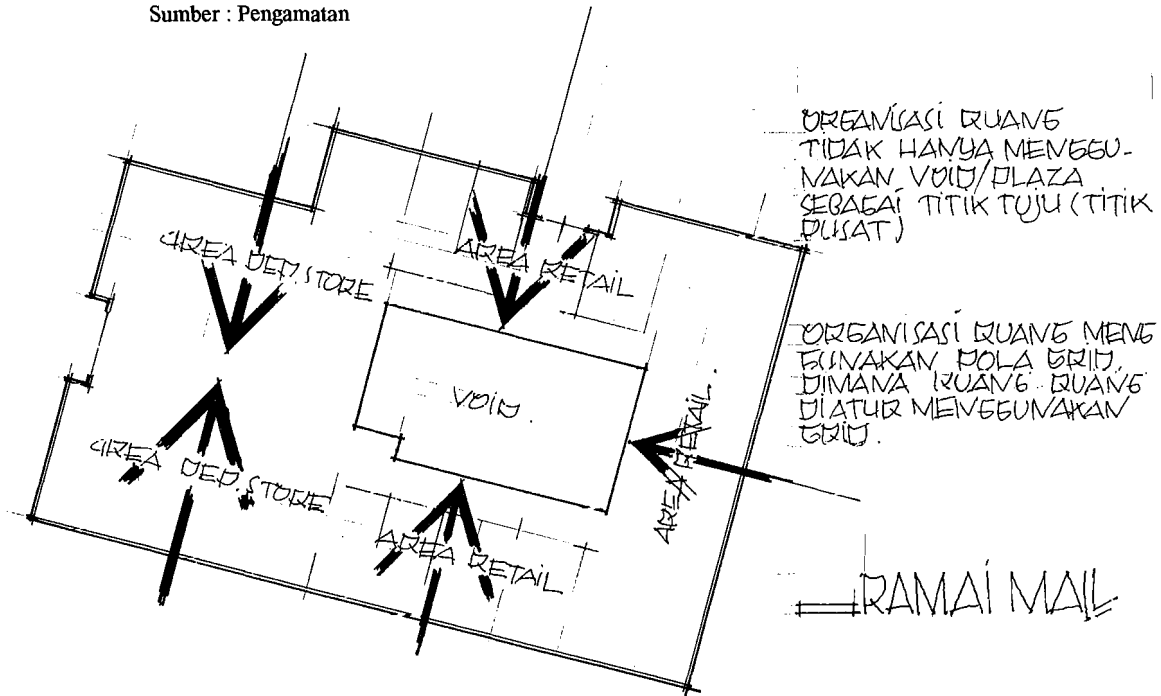 Sumber : Pengamatan
ORGANISASI RUANG
TIDAK HANYA MENGGU-
NAKAN VOID/PLAZA
SEBAGAI TITIK TUJU (TITIK
PUSAT)
AREA DEP. STORE
AREA RETAIL
ORGANISASI RUANG MENG
GUNAKAN POLA GRID,
DIMANA RUANG RUANG
DIATUR MENGGUNAKAN
GRID.
VOID.
AREA RETAIL.
AREA DEP. STORE
AREA RETAIL
RAMAI MALL.